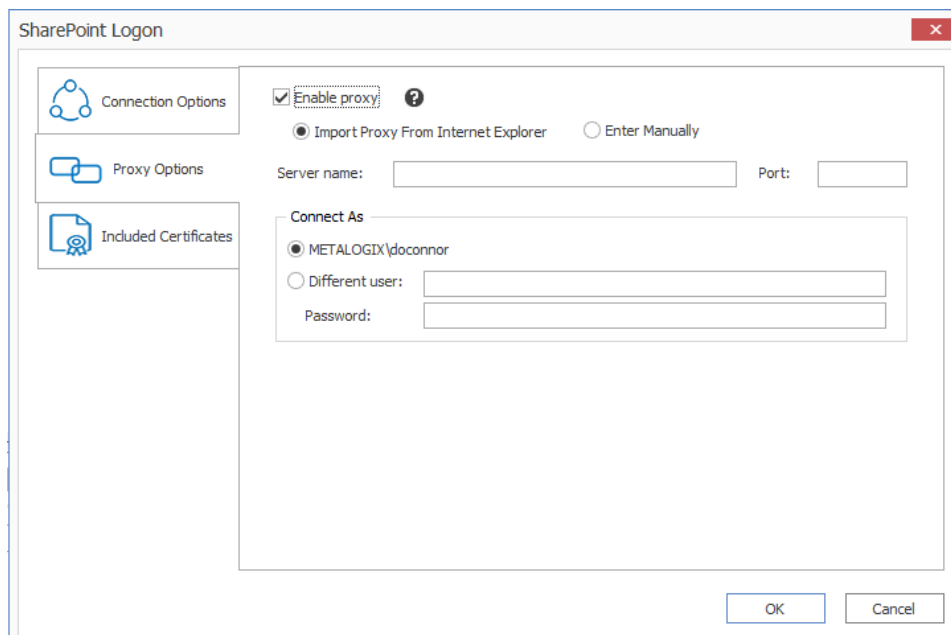 SharePoint Logon
Connection Options
Proxy Options
Included Certificates
Enable proxy ?
Import Proxy From Internet Explorer Enter Manually
Server name: Port:
Connect As
METALOGIX\doconnor
Different user:
Password:
OK Cancel